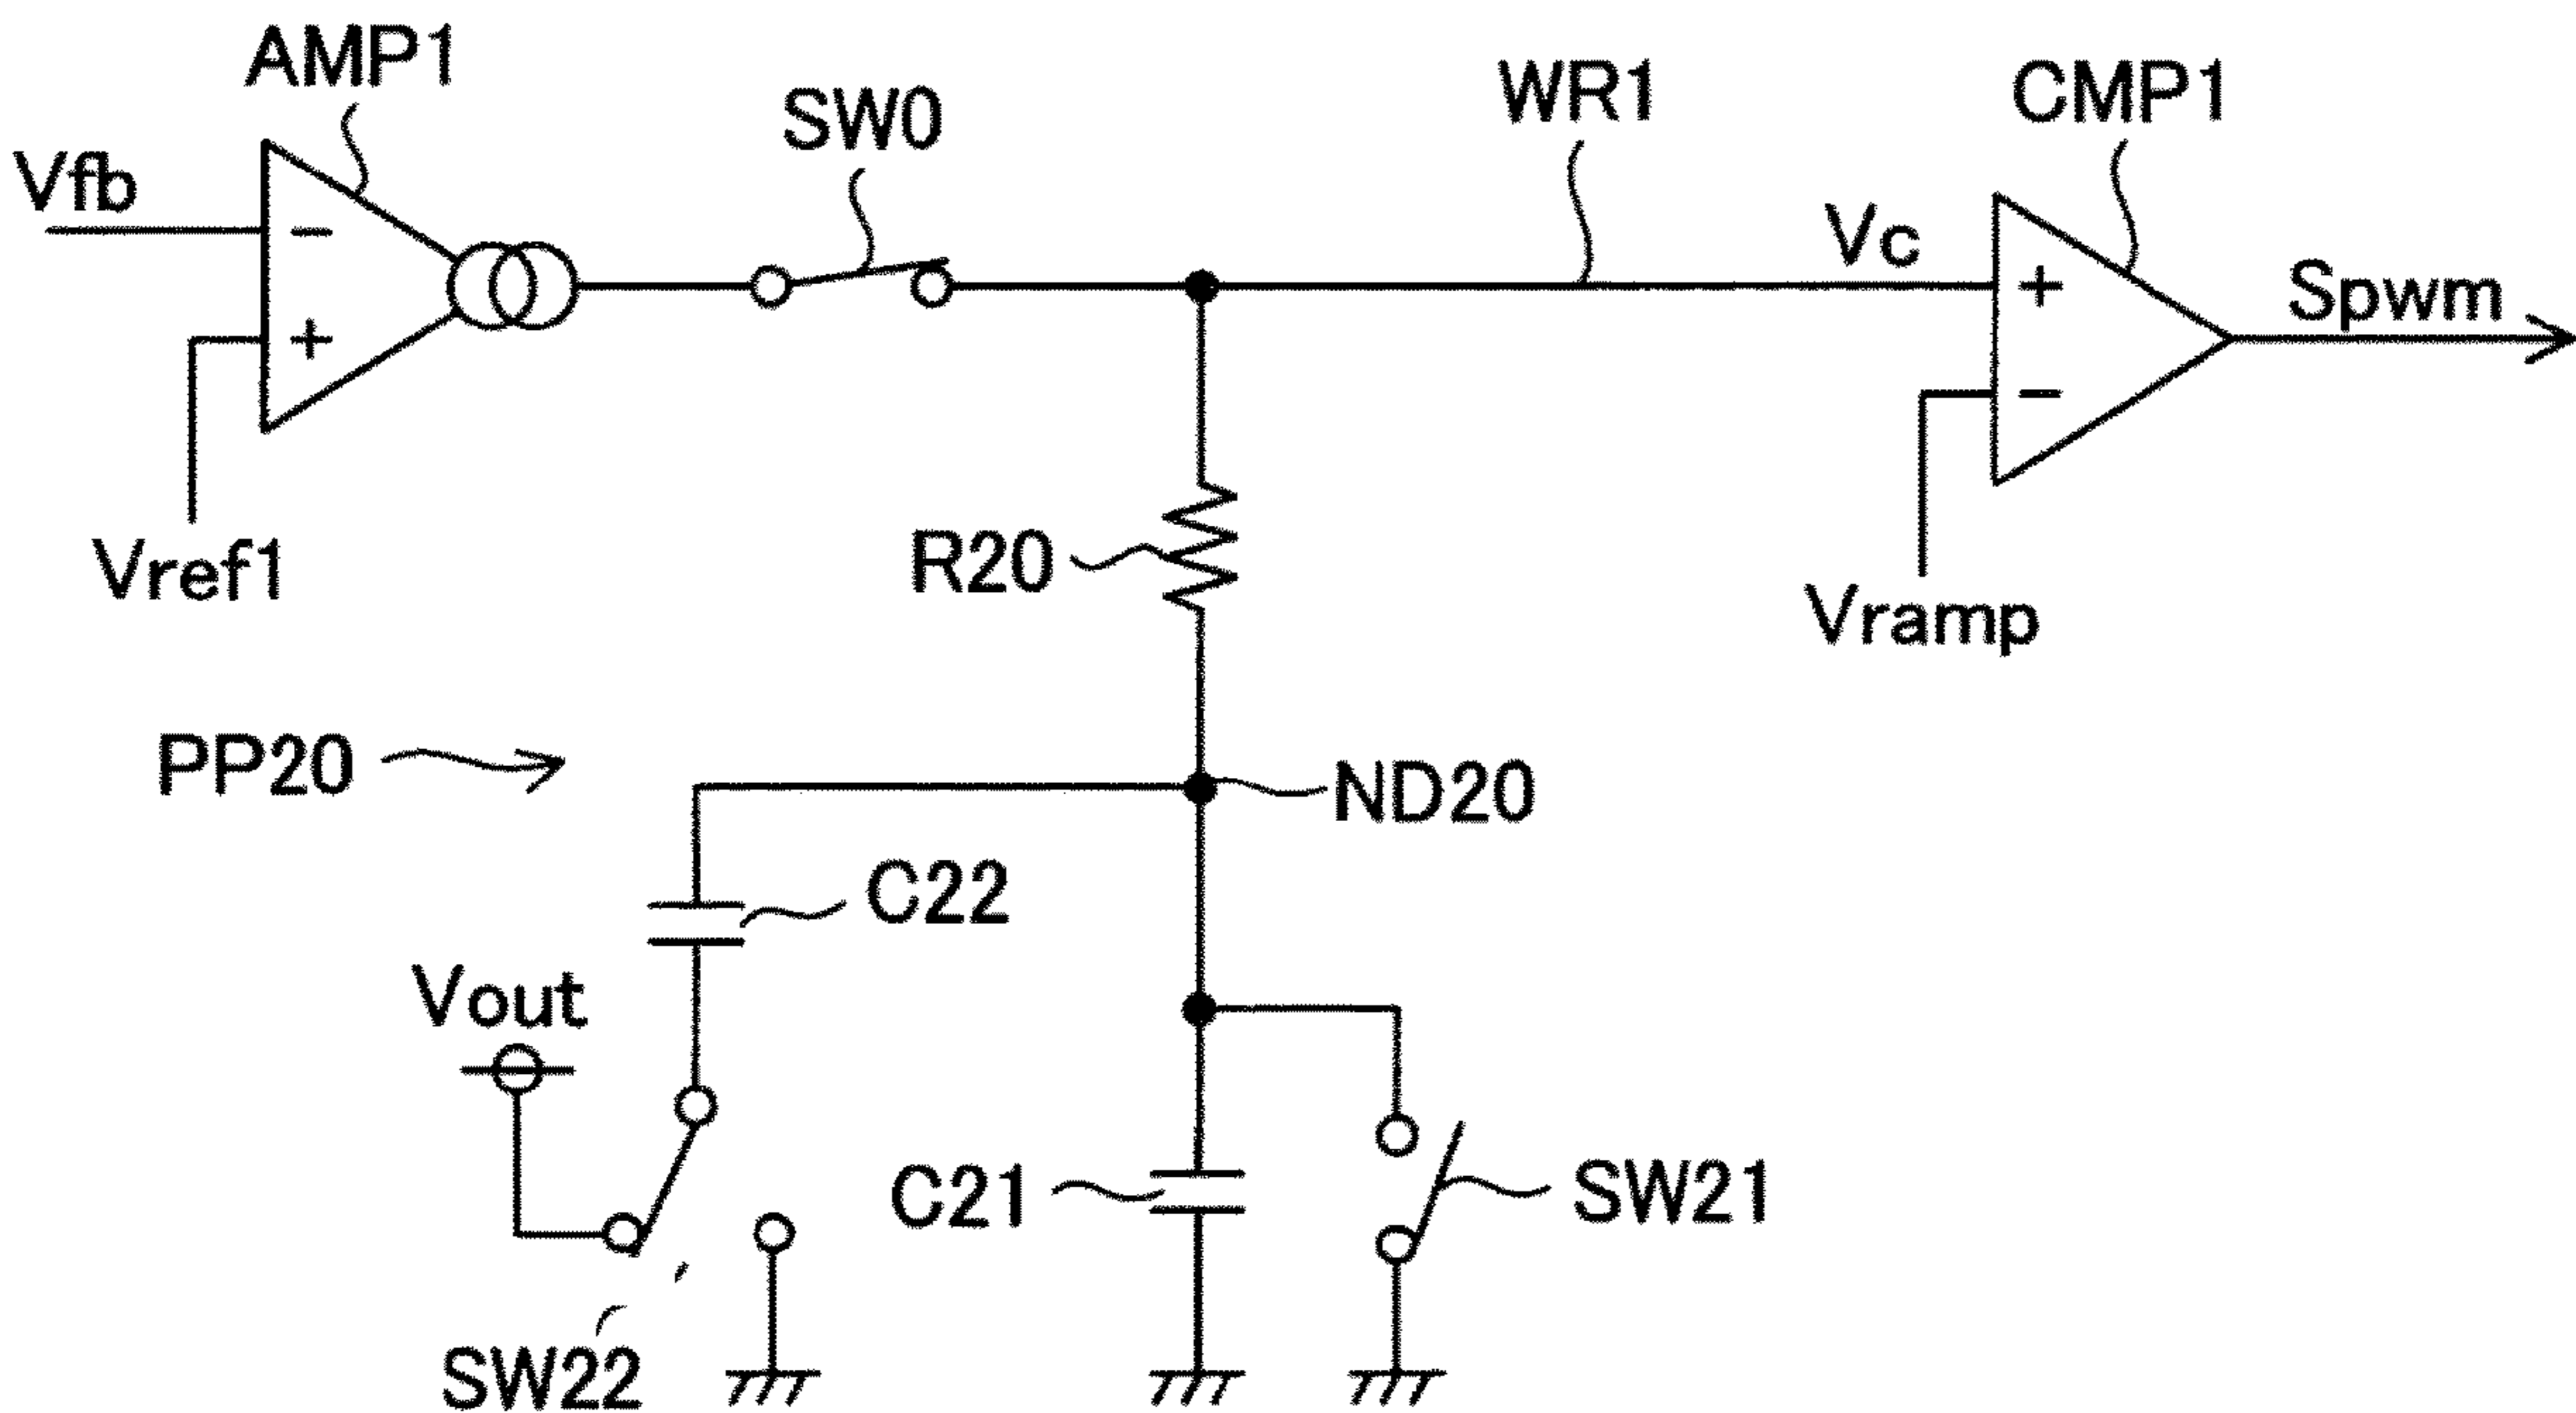 AMP1
SW0
WR1
CMP1
Vfb
−
+
Vref1
Vc
+
−
Spwm
Vramp
R20
PP20
ND20
C22
Vout
C21
SW21
SW22